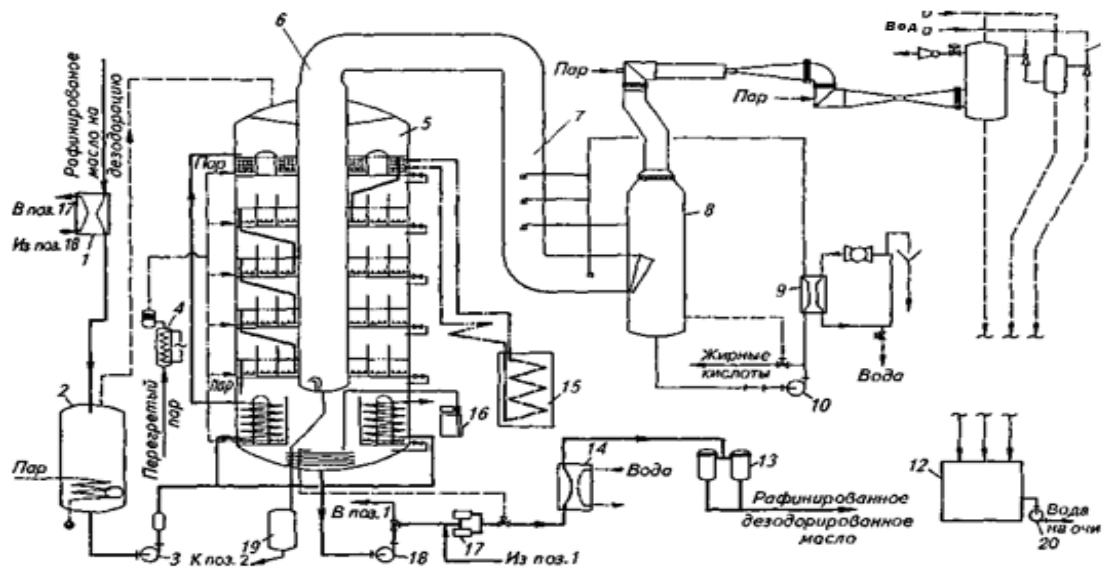 6
Рафинированое
масло на
дезодорацию
5
Пар
В поз.17
Из поз.18
1
4
Перегретый
пар
2
Пар
3
Пар
19
К поз.2
В поз.1
18
17
Из поз.1
16
15
7
Пар
Пар
8
9
Жирные
кислоты
10
Вода
Вода
14
Вода
13
Рафинированное
дезодорированное
масло
12
Вода
на очи
20